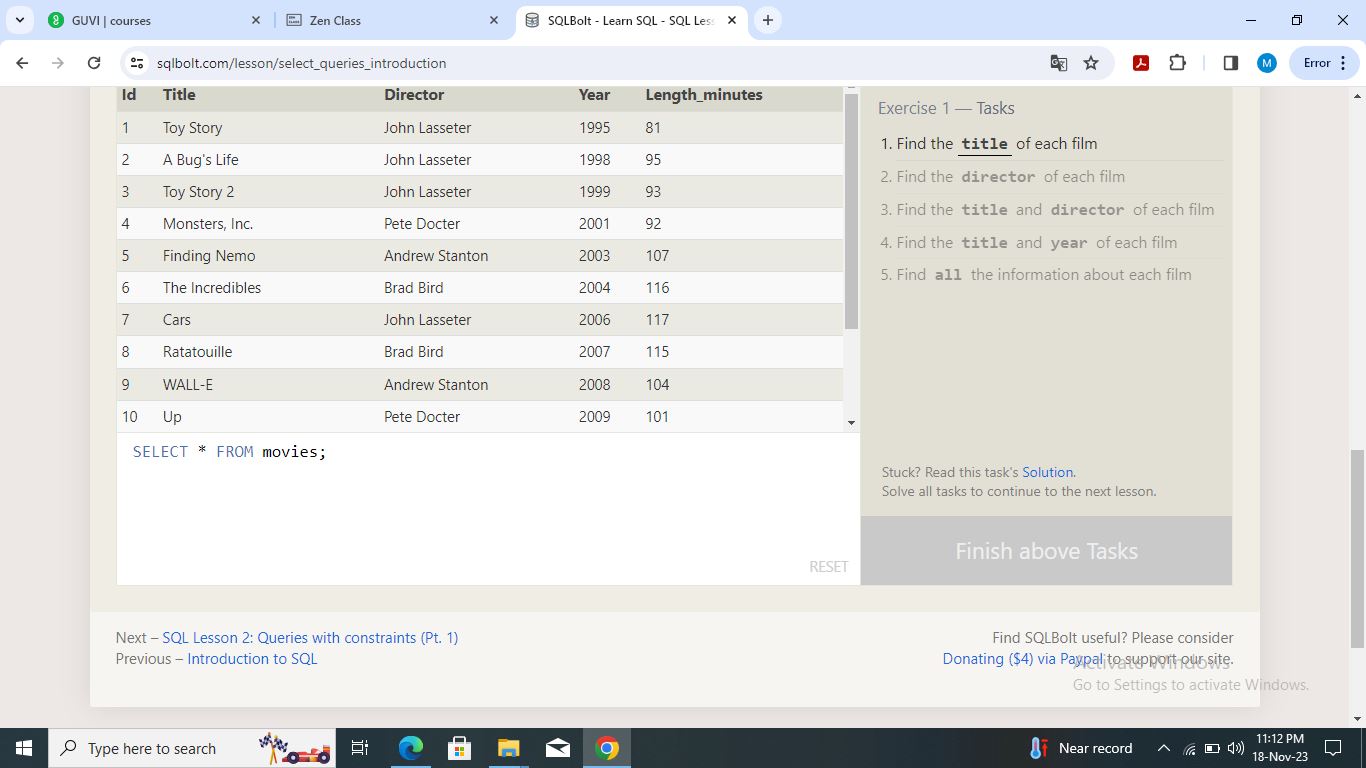 GUVI | courses
Zen Class
SQLBolt - Learn SQL - SQL Less
sqlbolt.com/lesson/select_queries_introduction
M
Error
Id Title Director Year Length_minutes
1 Toy Story John Lasseter 1995 81
2 A Bug's Life John Lasseter 1998 95
3 Toy Story 2 John Lasseter 1999 93
4 Monsters, Inc. Pete Docter 2001 92
5 Finding Nemo Andrew Stanton 2003 107
6 The Incredibles Brad Bird 2004 116
7 Cars John Lasseter 2006 117
8 Ratatouille Brad Bird 2007 115
9 WALL-E Andrew Stanton 2008 104
10 Up Pete Docter 2009 101
SELECT * FROM movies;
RESET
Exercise 1 — Tasks
1. Find the title of each film
2. Find the director of each film
3. Find the title and director of each film
4. Find the title and year of each film
5. Find all the information about each film
Stuck? Read this task's Solution.
Solve all tasks to continue to the next lesson.
Finish above Tasks
Next – SQL Lesson 2: Queries with constraints (Pt. 1)
Previous – Introduction to SQL
Find SQLBolt useful? Please consider
Donating ($4) via Paypal to support our site.
Activate Windows
Go to Settings to activate Windows.
Type here to search
Near record
11:12 PM
18-Nov-23